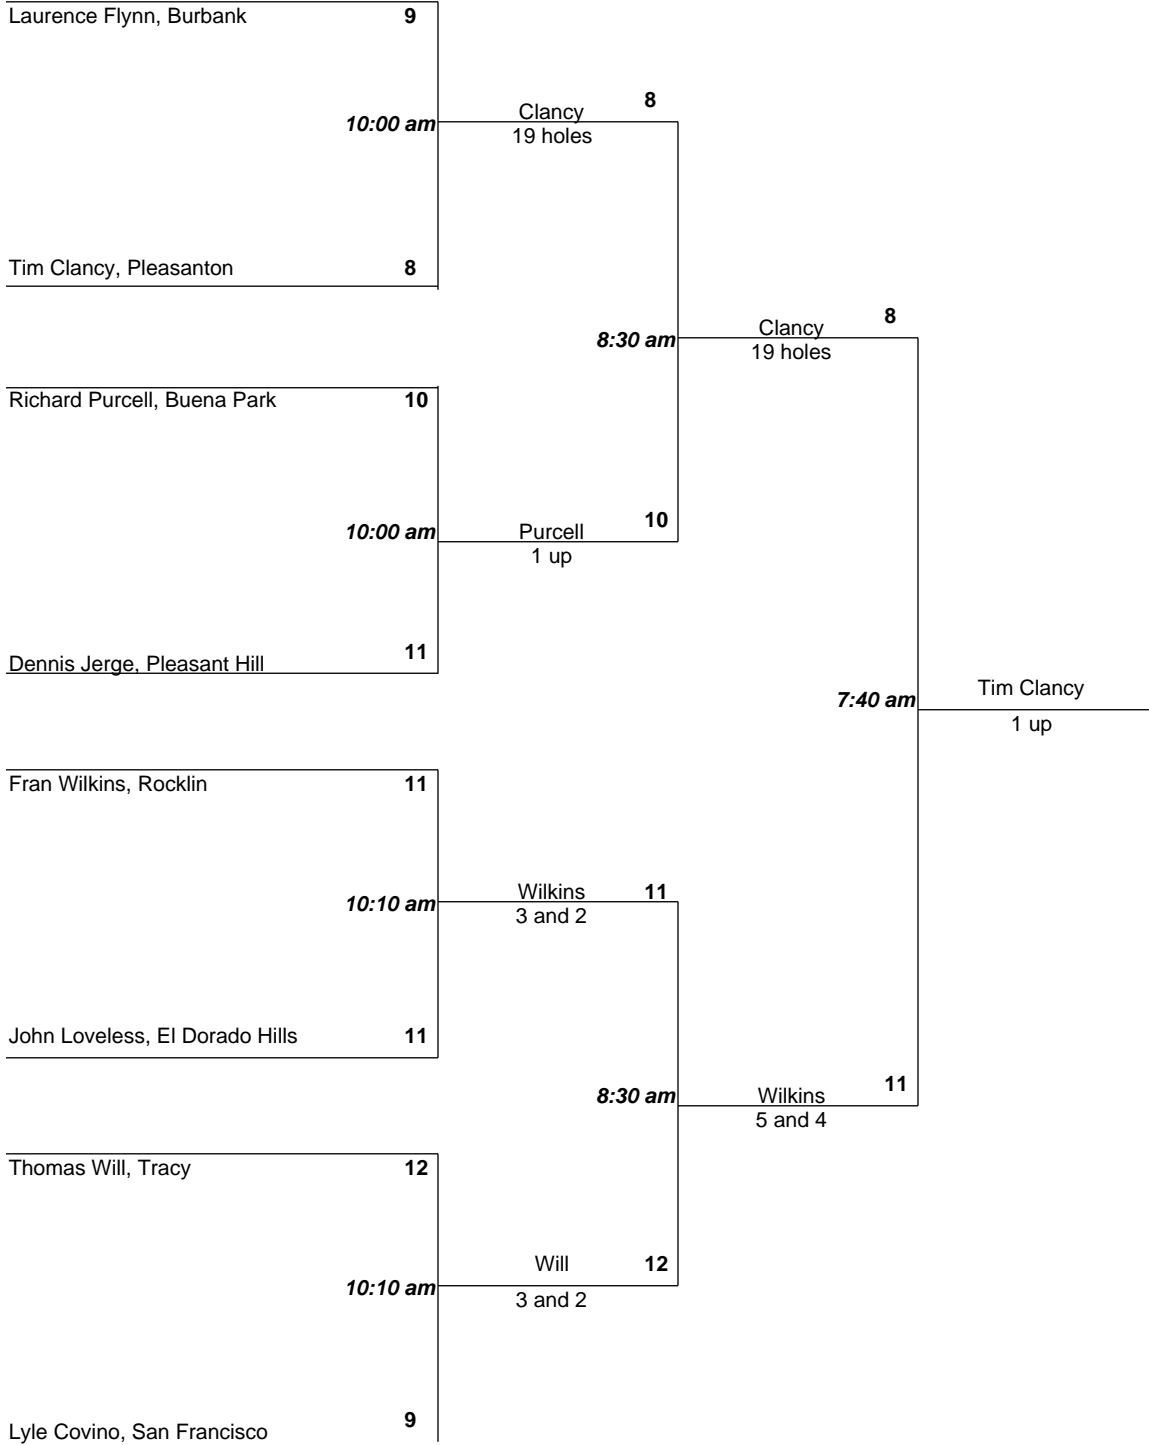 Laurence Flynn, Burbank 9
Clancy 8
10:00 am
19 holes
Tim Clancy, Pleasanton 8
Clancy 8
8:30 am
19 holes
Richard Purcell, Buena Park 10
10:00 am
Purcell 10
1 up
Dennis Jerge, Pleasant Hill 11
Tim Clancy
7:40 am
1 up
Fran Wilkins, Rocklin 11
Wilkins 11
10:10 am
3 and 2
John Loveless, El Dorado Hills 11
Wilkins 11
8:30 am
5 and 4
Thomas Will, Tracy 12
Will 12
10:10 am
3 and 2
Lyle Covino, San Francisco 9